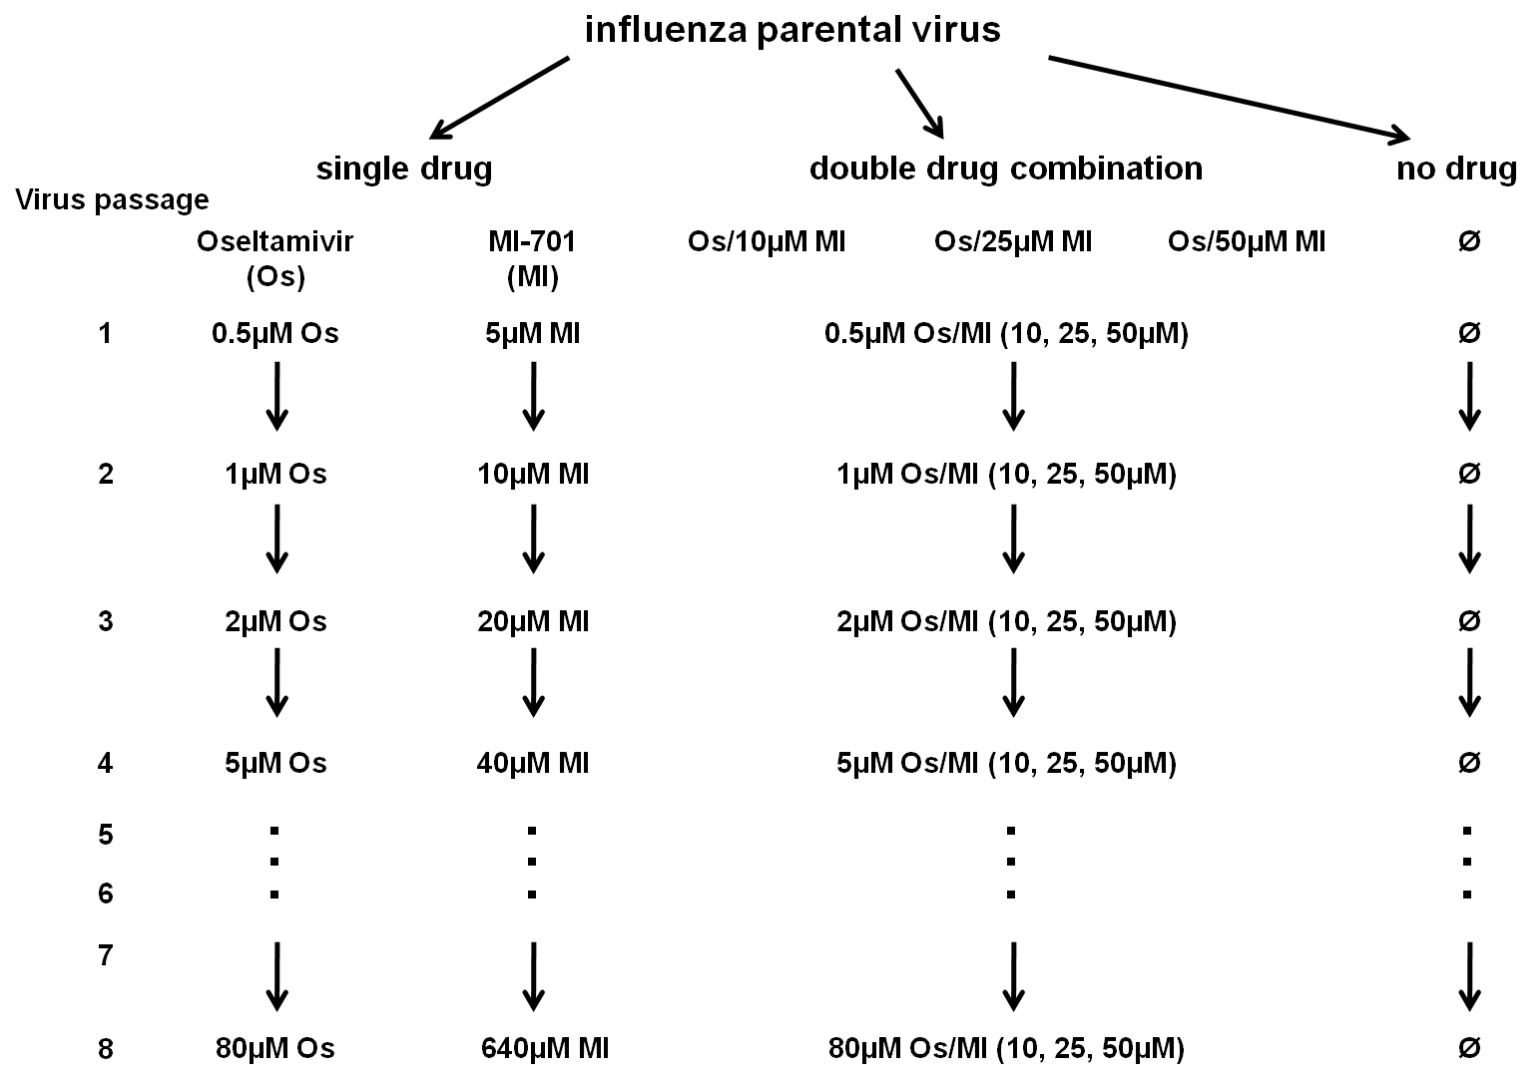 influenza parental virus
single drug double drug combination no drug
Virus passage
Oseltamivir MI-701 Os/10µM MI Os/25µM MI Os/50µM MI Ø
(Os) (MI)
1 0.5µM Os 5µM MI 0.5µM Os/MI (10, 25, 50µM) Ø
2 1µM Os 10µM MI 1µM Os/MI (10, 25, 50µM) Ø
3 2µM Os 20µM MI 2µM Os/MI (10, 25, 50µM) Ø
4 5µM Os 40µM MI 5µM Os/MI (10, 25, 50µM) Ø
5
6
7
8 80µM Os 640µM MI 80µM Os/MI (10, 25, 50µM) Ø